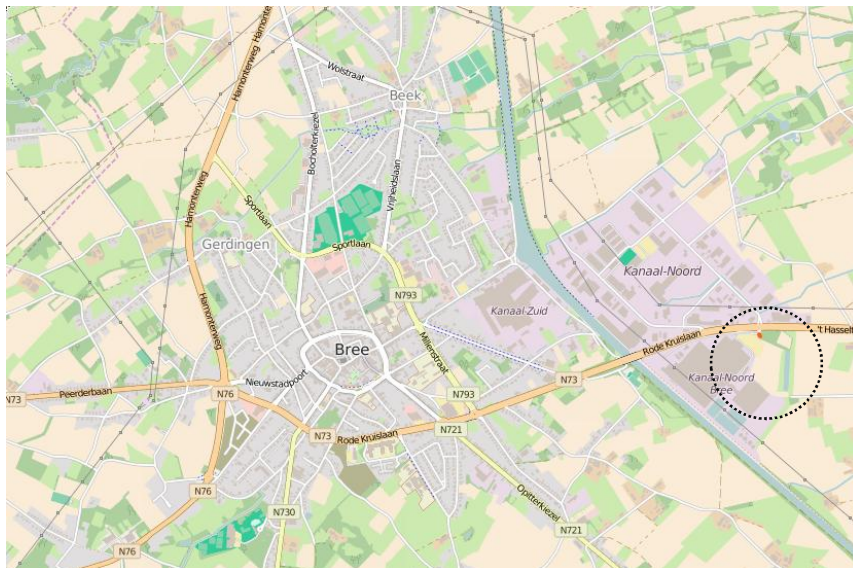 Hamonterweg
Hamonterweg
Wolstraat
Beek
Bocholterkiezel
Vrijheidslaan
Hamonterweg
Sportlaan
Gerdingen
Sportlaan
Kanaal-Noord
N793
Kanaal-Zuid
Hamonterweg
Millenstraat
Bree
Rode Kruislaan
't Hasselt
Nieuwstadpoort
N73
Kanaal-Noord
Bree
Peerderbaan
N73
N76
N793
N73
Rode Kruislaan
N721
N76
Opitterkiezel
N730
N721
N76